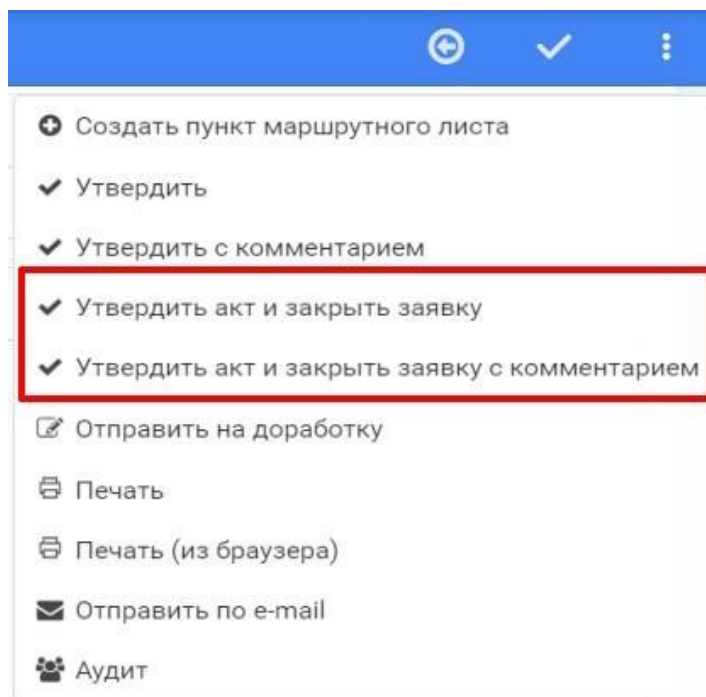 Создать пункт маршрутного листа
Утвердить
Утвердить с комментарием
Утвердить акт и закрыть заявку
Утвердить акт и закрыть заявку с комментарием
Отправить на доработку
Печать
Печать (из браузера)
Отправить по e-mail
Аудит